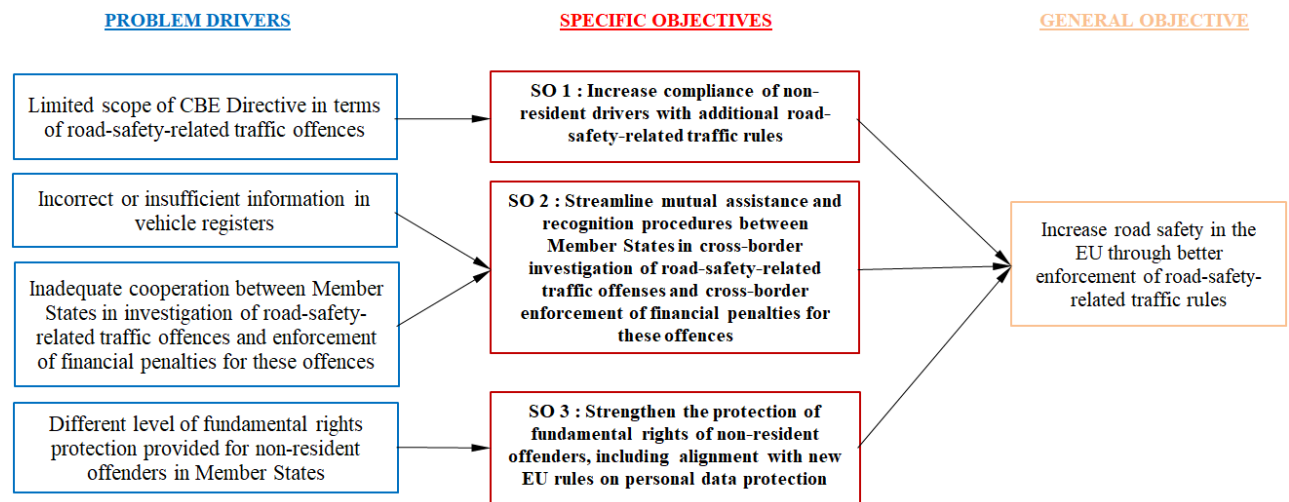 PROBLEM DRIVERS
SPECIFIC OBJECTIVES
GENERAL OBJECTIVE
Limited scope of CBE Directive in terms
of road-safety-related traffic offences
Incorrect or insufficient information in
vehicle registers
Inadequate cooperation between Member
States in investigation of road-safety-
related traffic offences and enforcement
of financial penalties for these offences
Different level of fundamental rights
protection provided for non-resident
offenders in Member States
SO 1 : Increase compliance of non-
resident drivers with additional road-
safety-related traffic rules
SO 2 : Streamline mutual assistance and
recognition procedures between
Member States in cross-border
investigation of road-safety-related
traffic offenses and cross-border
enforcement of financial penalties for
these offences
SO 3 : Strengthen the protection of
fundamental rights of non-resident
offenders, including alignment with new
EU rules on personal data protection
Increase road safety in the
EU through better
enforcement of road-safety-
related traffic rules